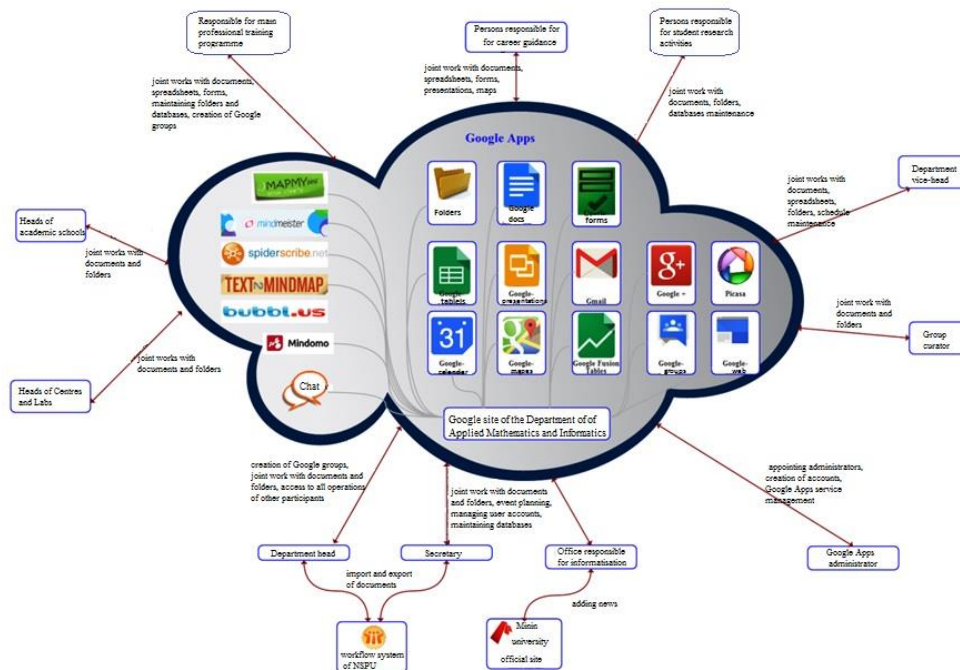 Responsible for main
professional training
programme
Persons responsible for
for career guidance
Persons responsible
for student research
activities
joint works with documents,
spreadsheets, forms,
maintaining folders and
databases, creation of Google
groups
joint work with documents,
spreadsheets, forms,
presentations, maps
joint work with
documents, folders,
databases maintenance
Google Apps
Department
vice-head
joint works with
documents,
spreadsheets,
folders, schedule
maintenance
Heads of
academic schools
joint works with
documents and
folders
MAPMY
mindmeister
spiderscribe.net
TEXT2MINDMAP
bubbl.us
Mindomo
Chat
Folders
Google
docs
forms
Google
tablels
Google-
presentations
Gmail
g+
Google +
Picasa
31
Google-
calender
Google-
mapes
Google Fusion
Tables
Google-
groups
Google-
web
joint work with
documents and
folders
Group
curator
joint works with
documents and folders
Heads of Centres
and Labs
Google site of the Department of of
Applied Mathematics and Informatics
creation of Google groups,
joint work with documents and
folders, access to all operations
of other participants
joint work with documents
and folders, event planning,
managing user accounts,
maintaining databases
appointing administrators,
creation of accounts,
Google Apps service
management
Department head
Secretary
Office responsible
for informatisation
Google Apps
administrator
import and export
of documents
adding news
workflow system
of NSPU
Minin
university
official site